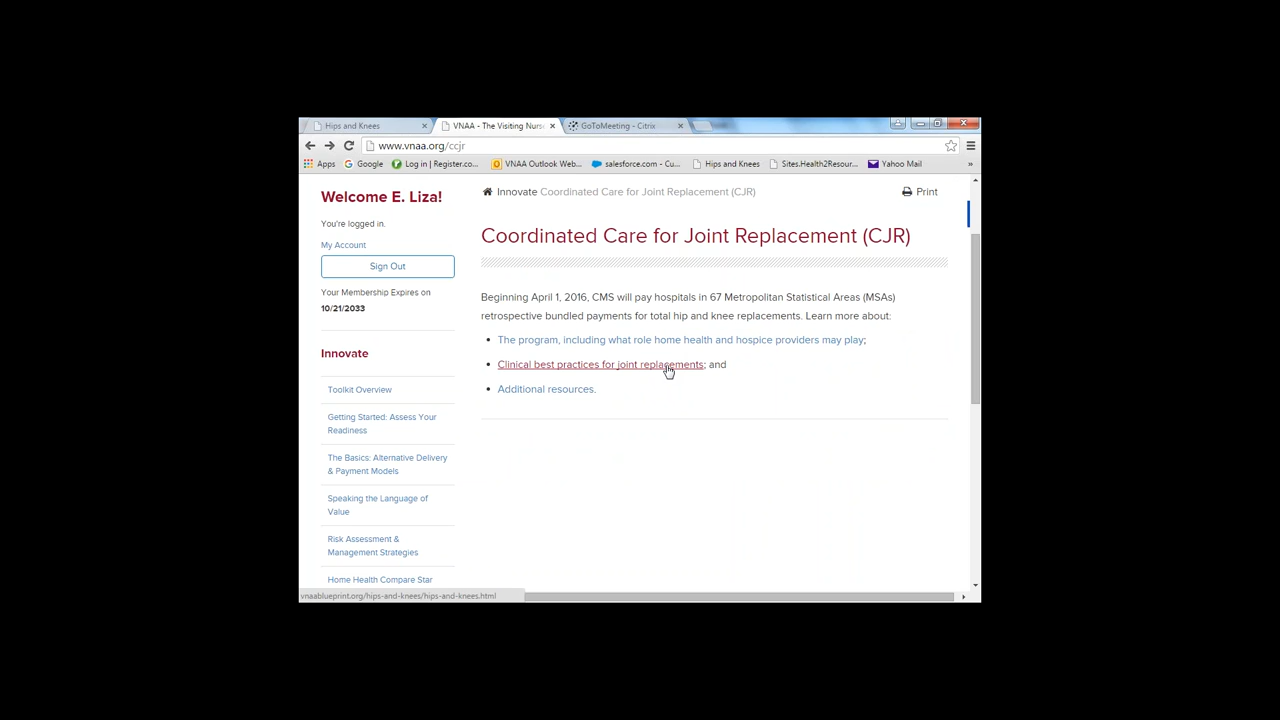 Hips and Knees
VNAA - The Visiting Nurs
GoToMeeting - Citrix
www.vnaa.org/ccjr
Apps
Google
Log in | Register.co...
VNAA Outlook Web...
salesforce.com - Cu...
Hips and Knees
Sites.Health2Resour...
Yahoo Mail
»
Welcome E. Liza!
You're logged in.
My Account
Sign Out
Your Membership Expires on
10/21/2033
Innovate
Toolkit Overview
Getting Started: Assess Your
Readiness
The Basics: Alternative Delivery
& Payment Models
Speaking the Language of
Value
Risk Assessment &
Management Strategies
Home Health Compare Star
Innovate Coordinated Care for Joint Replacement (CJR)
Print
Coordinated Care for Joint Replacement (CJR)
Beginning April 1, 2016, CMS will pay hospitals in 67 Metropolitan Statistical Areas (MSAs)
retrospective bundled payments for total hip and knee replacements. Learn more about:
• The program, including what role home health and hospice providers may play;
• Clinical best practices for joint replacements; and
• Additional resources.
vnaablueprint.org/hips-and-knees/hips-and-knees.html